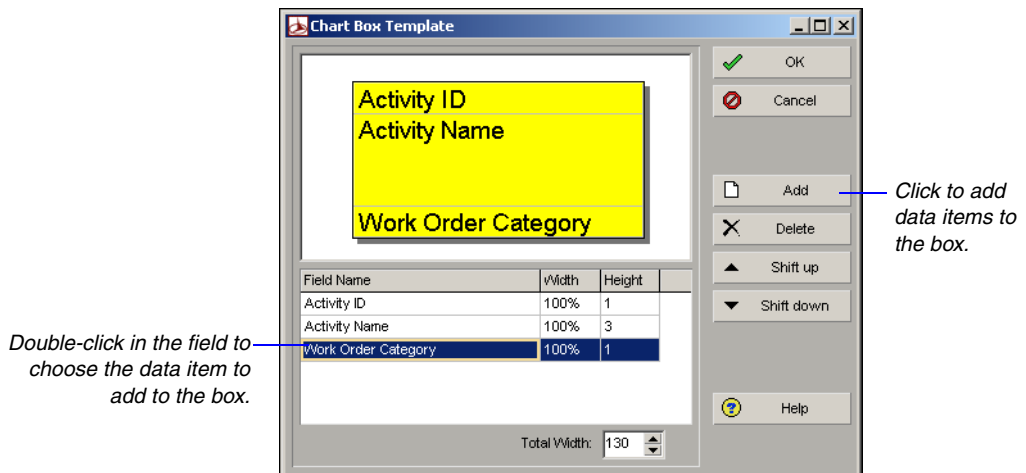 Chart Box Template
Activity ID
Activity Name
Work Order Category
OK
Cancel
Add
Delete
Shift up
Shift down
Help
Click to add
data items to
the box.
Field Name Width Height
Activity ID 100% 1
Activity Name 100% 3
Work Order Category 100% 1
Double-click in the field to
choose the data item to
add to the box.
Total Width: 130